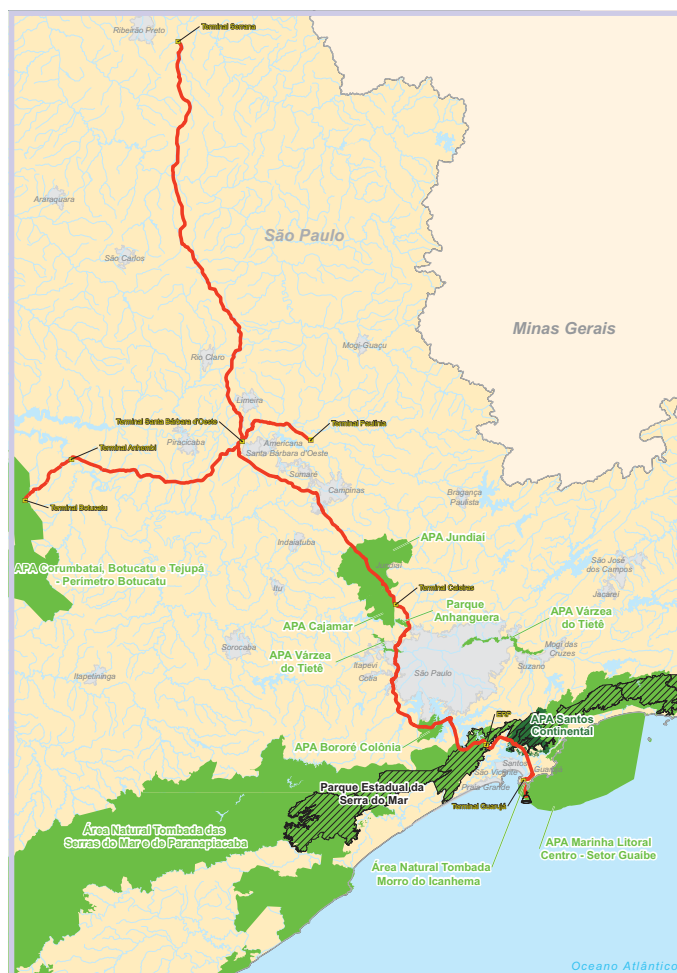 Terminal Serrana
Ribeirão Preto
Araraquara
São Paulo
São Carlos
Minas Gerais
Mogi-Guaçu
Rio Claro
Limeira
Terminal Santa Bárbara d'Oeste
Terminal Paulínia
Piracicaba
Americana
Santa Bárbara d'Oeste
Terminal Anhembi
Sumaré
Campinas
Bragança
Paulista
Terminal Botucatu
APA Jundiaí
Indaiatuba
São José
dos Campos
APA Corumbataí, Botucatu e Tejupá
- Perímetro Botucatu
Jundiaí
Itu
Terminal Caieiras
Jacareí
Parque
Anhanguera
APA Várzea
do Tietê
APA Cajamar
Sorocaba
Mogi das
Cruzes
APA Várzea
do Tietê
Itapevi
Suzano
Itapetininga
Cotia
São Paulo
ERP
APA Santos
Continental
APA Bororé Colônia
Santos
Guarujá
São Vicente
Parque Estadual da
Serra do Mar
Praia Grande
Terminal Guarujá
Área Natural Tombada das
Serras do Mar e de Paranapiacaba
APA Marinha Litoral
Centro - Setor Guaíbe
Área Natural Tombada
Morro do Icanhema
Oceano Atlântico